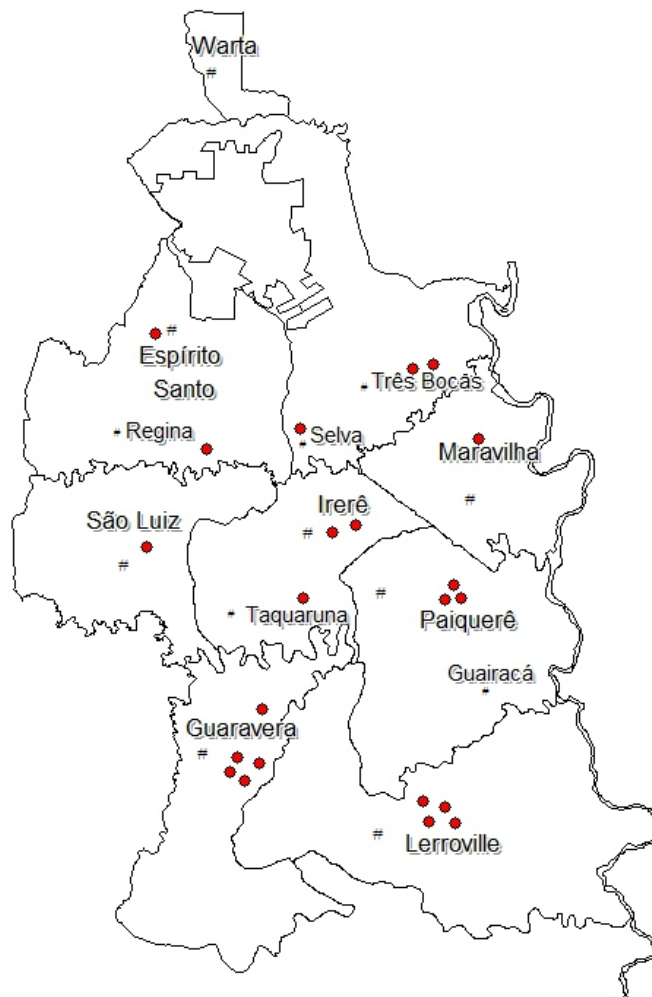 Warta
#
#
Espírito
Santo
Três Bocas
#
# Regina
Selva
#
Maravilha
#
São Luiz
#
Irerê
#
#
Taquaruna
#
Paiquerê
Guairacá
#
Guaravera
#
#
Lerroville